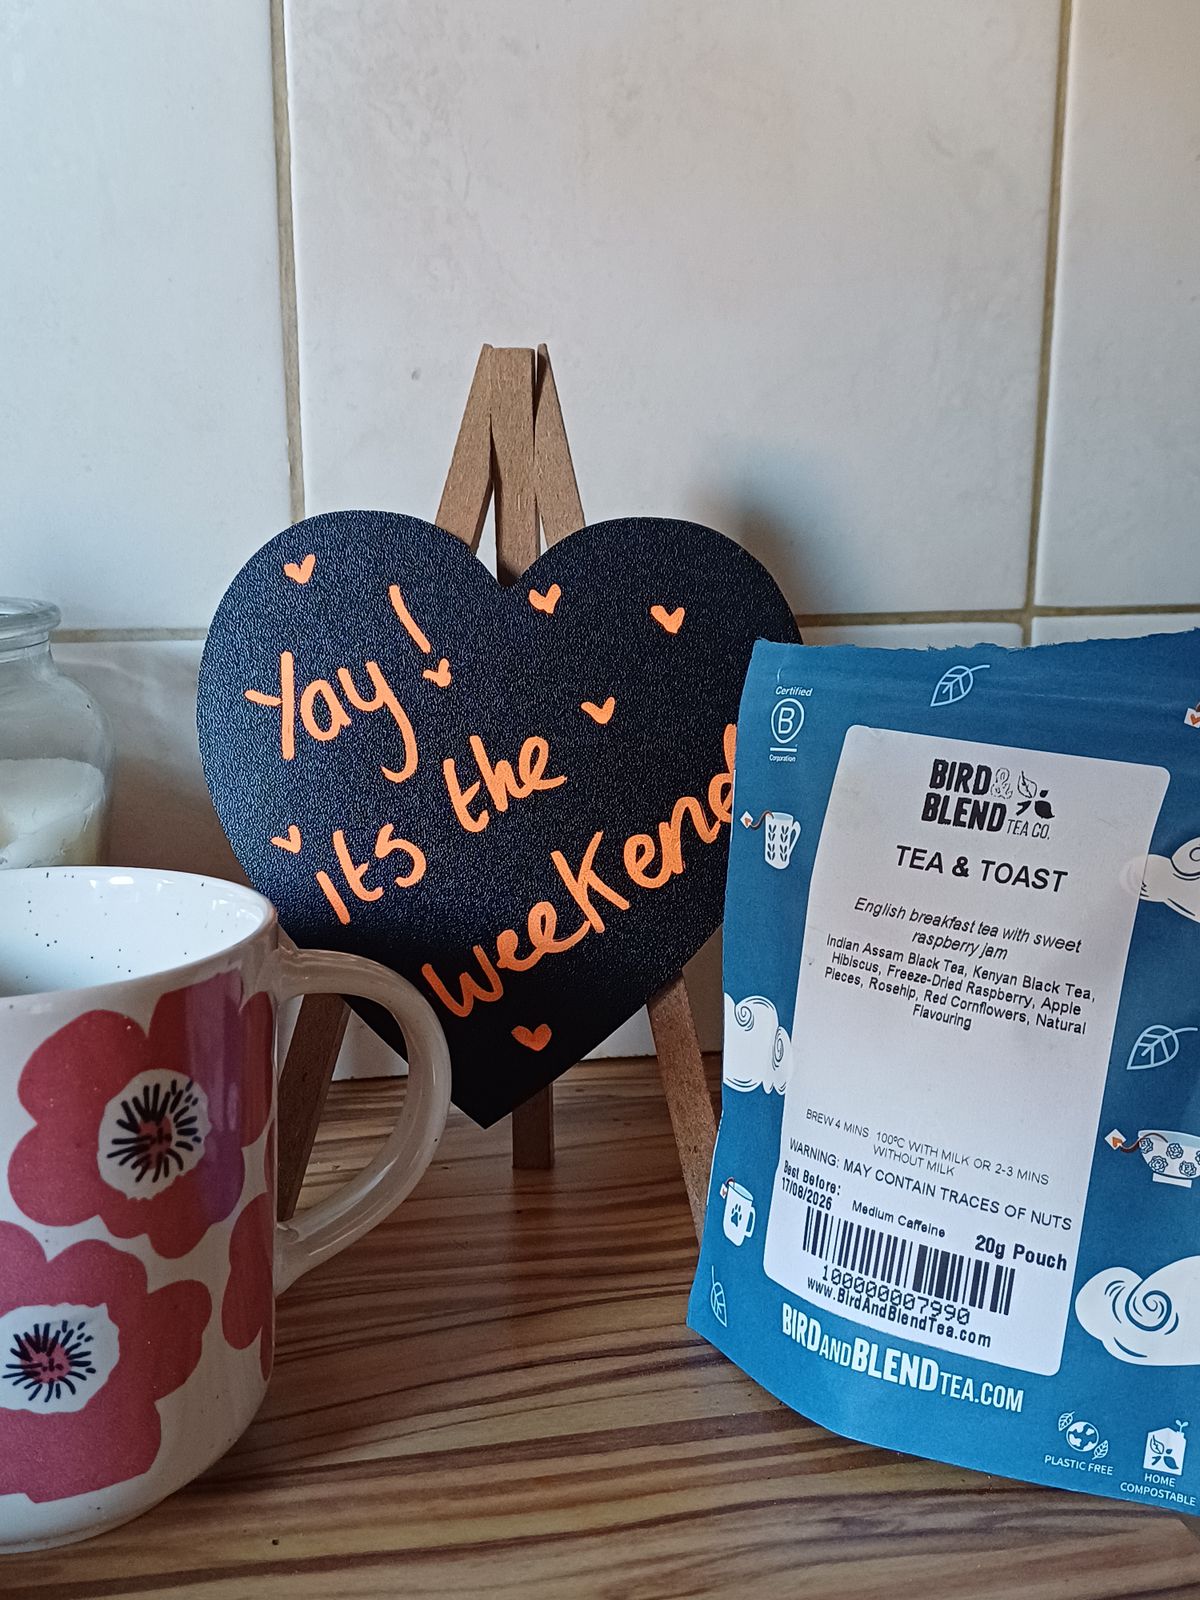 Yay!
its the
weekend
Certified
B
Corporation
BIRD &
BLEND TEA CO.
TEA & TOAST
English breakfast tea with sweet
raspberry jam
Indian Assam Black Tea, Kenyan Black Tea,
Hibiscus, Freeze-Dried Raspberry, Apple
Pieces, Rosehip, Red Cornflowers, Natural
Flavouring
BREW 4 MINS 100ºC WITH MILK OR 2-3 MINS
WITHOUT MILK
WARNING: MAY CONTAIN TRACES OF NUTS
Best Before:
17/08/2026
Medium Caffeine
20g Pouch
100000007990
www.BirdAndBlendTea.com
BIRDANDBLENDTEA.COM
PLASTIC FREE
HOME
COMPOSTABLE